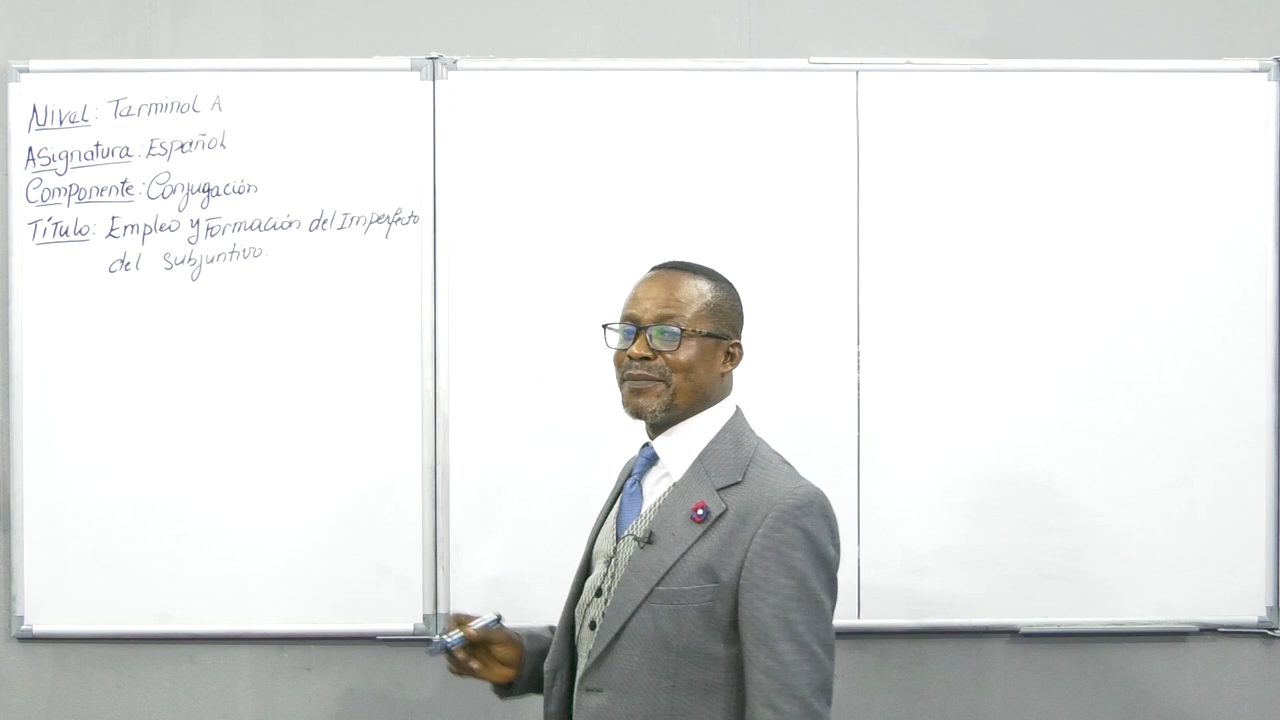 Nivel: Terminal A
Asignatura: Español
Componente: Conjugación
Título: Empleo y Formación del Imperfecto
del subjuntivo.